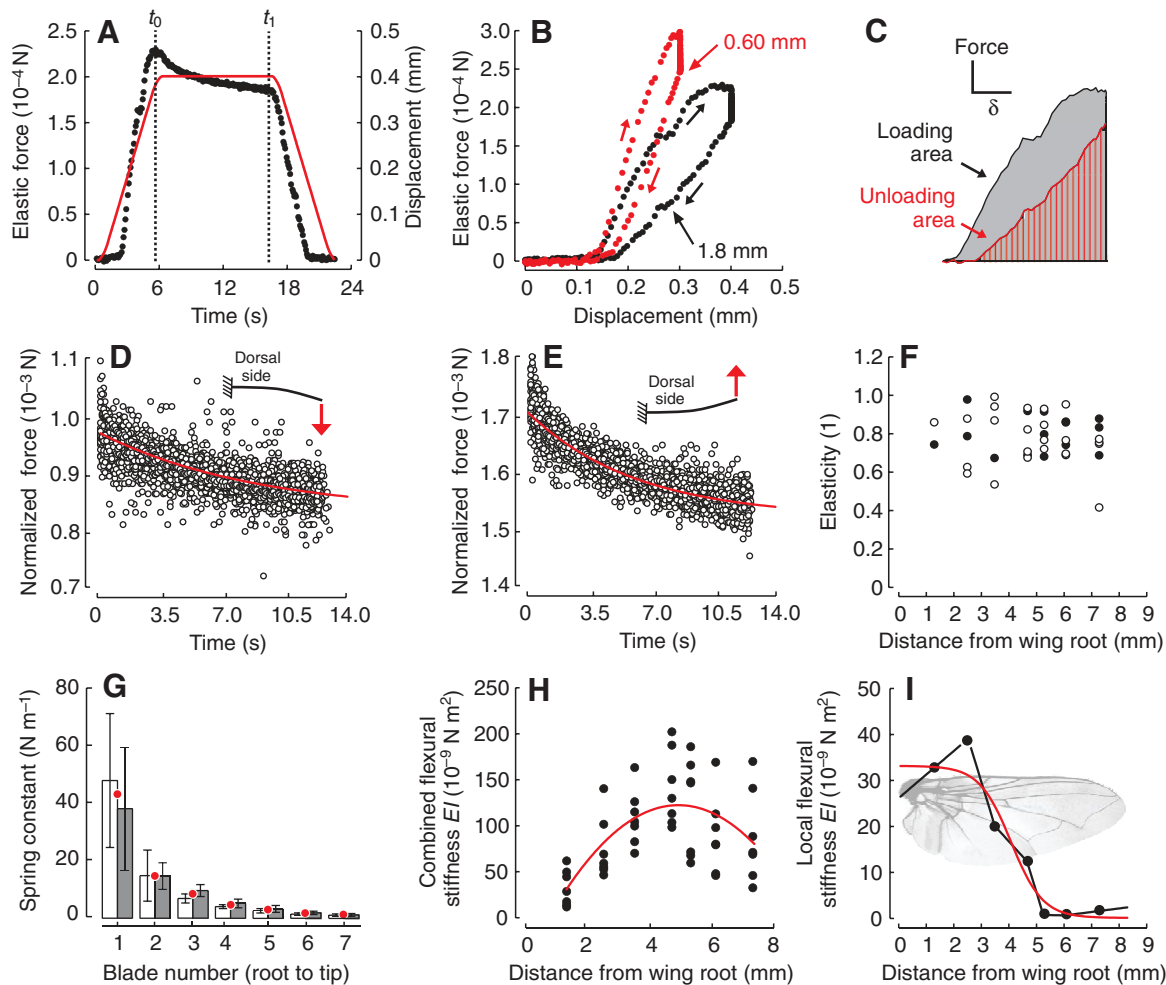 A
t0
t1
Elastic force (10–4 N)
2.5
2.0
1.5
1.0
0.5
0
0.5
0.4
0.3
0.2
0.1
0
Displacement (mm)
0
6
12
18
24
Time (s)
B
Elastic force (10–4 N)
3.0
2.5
2.0
1.5
1.0
0.5
0
0.60 mm
1.8 mm
0
0.1
0.2
0.3
0.4
0.5
Displacement (mm)
C
Force
δ
Loading
area
Unloading
area
D
Normalized force (10–3 N)
1.1
1.0
0.9
0.8
0.7
Dorsal
side
0
3.5
7.0
10.5
14.0
Time (s)
E
Normalized force (10–3 N)
1.8
1.7
1.6
1.5
1.4
Dorsal
side
0
3.5
7.0
10.5
14.0
Time (s)
F
Elasticity (1)
1.2
1.0
0.8
0.6
0.4
0.2
0
0
1
2
3
4
5
6
7
8
9
Distance from wing root (mm)
G
Spring constant (N m–1)
80
60
40
20
0
1
2
3
4
5
6
7
Blade number (root to tip)
H
Combined flexural
stiffness EI (10–9 N m2)
250
200
150
100
50
0
0
2
4
6
8
Distance from wing root (mm)
I
Local flexural
stiffness EI (10–9 N m2)
50
40
30
20
10
0
0
1
2
3
4
5
6
7
8
9
Distance from wing root (mm)